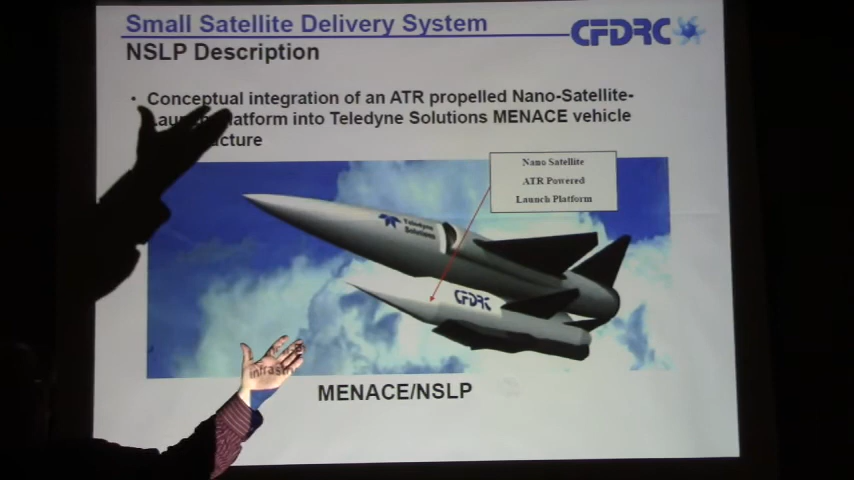 Small Satellite Delivery System
CFDRC
NSLP Description
• Conceptual integration of an ATR propelled Nano-Satellite-
platform into Teledyne Solutions MENACE vehicle
Nano Satellite
ATR Powered
Launch Platform
Teledyne
Solutions
CFDRC
MENACE/NSLP